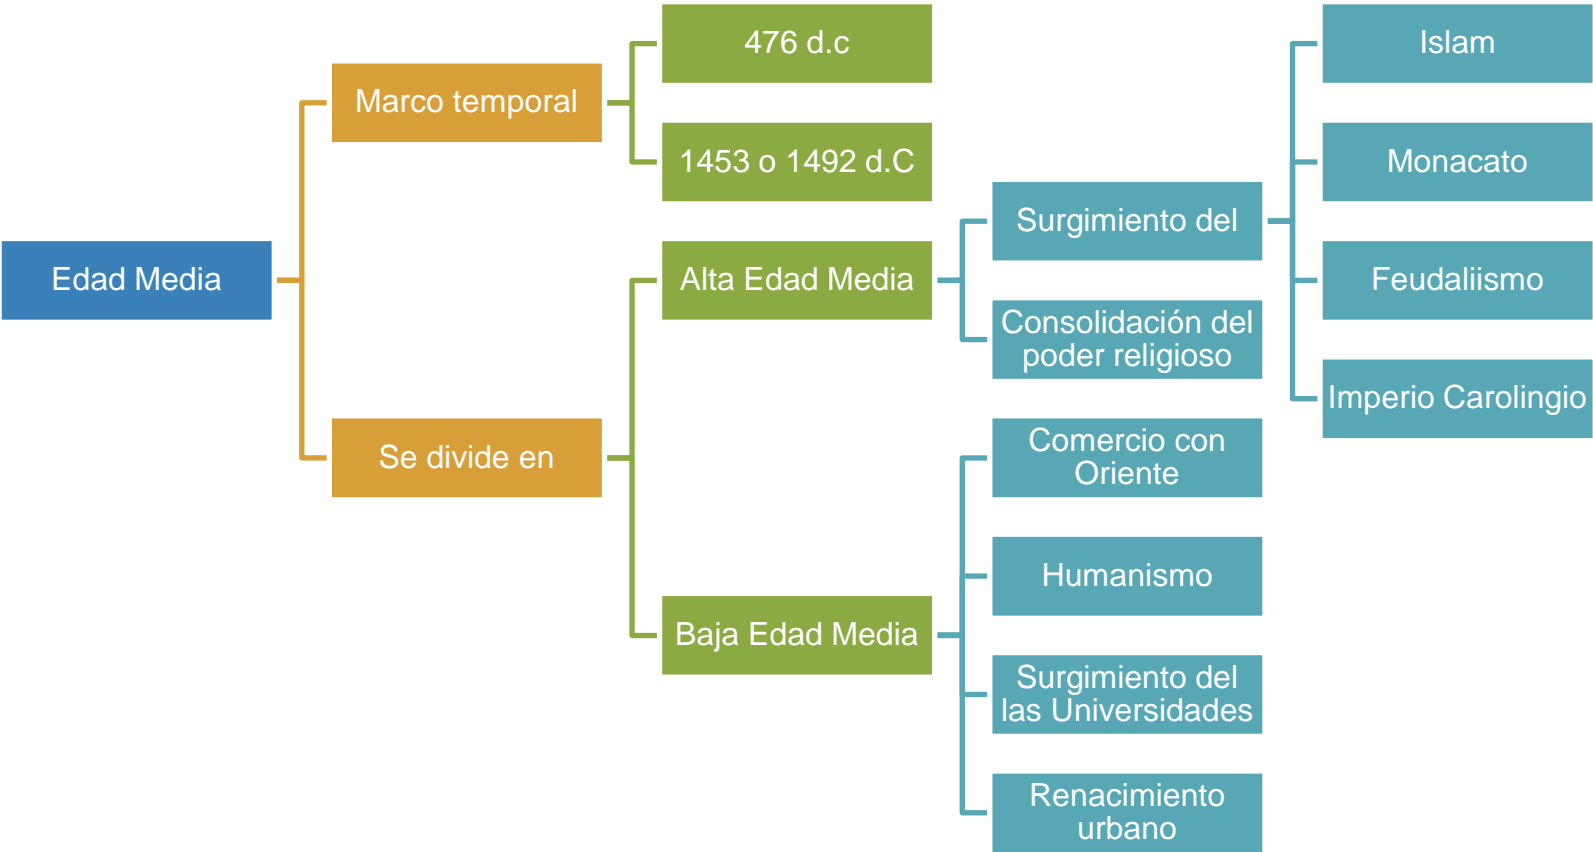 Edad Media
Marco temporal
476 d.c
1453 o 1492 d.C
Se divide en
Alta Edad Media
Surgimiento del
Islam
Monacato
Feudaliismo
Imperio Carolingio
Consolidación del
poder religioso
Baja Edad Media
Comercio con
Oriente
Humanismo
Surgimiento del
las Universidades
Renacimiento
urbano